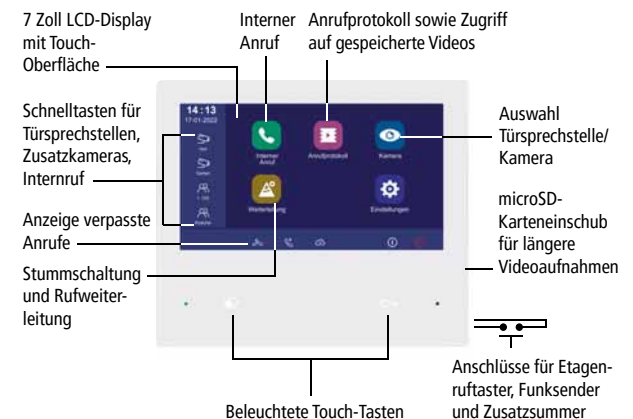 7 Zoll LCD-Display
mit Touch-
Oberfläche
Interner
Anruf
Anrufprotokoll sowie Zugriff
auf gespeicherte Videos
Schnelltasten für
Türsprechstellen,
Zusatzkameras,
Internruf
Anzeige verpasste
Anrufe
Stummschaltung
und Rufweiter-
leitung
14:13
17-01-2022
Interner
Anruf
Anrufprotokoll
Kamera
Weiterleitung
Einstellungen
Auswahl
Türsprechstelle/
Kamera
microSD-
Karteneinschub
für längere
Videoaufnahmen
Anschlüsse für Etagen-
ruftaster, Funksender
und Zusatzsummer
Beleuchtete Touch-Tasten